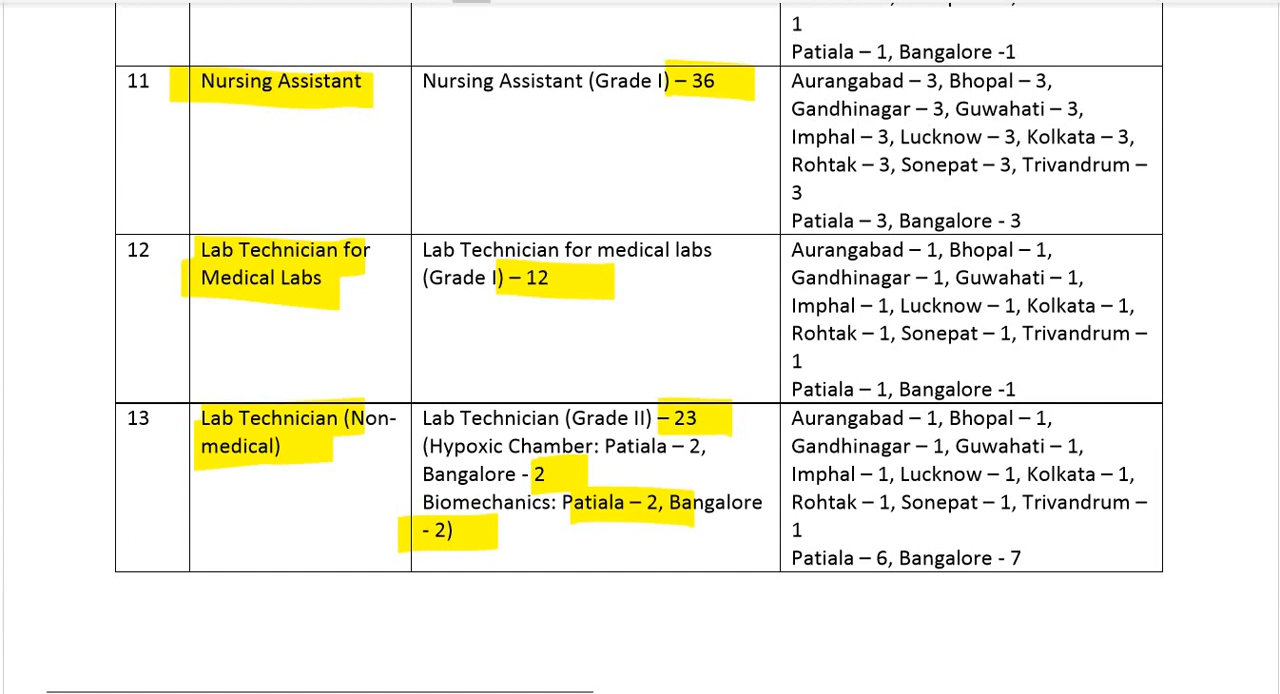 1
Patiala – 1, Bangalore -1
11
Nursing Assistant
Nursing Assistant (Grade I) – 36
Aurangabad – 3, Bhopal – 3,
Gandhinagar – 3, Guwahati – 3,
Imphal – 3, Lucknow – 3, Kolkata – 3,
Rohtak – 3, Sonepat – 3, Trivandrum –
3
Patiala – 3, Bangalore - 3
12
Lab Technician for
Medical Labs
Lab Technician for medical labs
(Grade I) – 12
Aurangabad – 1, Bhopal – 1,
Gandhinagar – 1, Guwahati – 1,
Imphal – 1, Lucknow – 1, Kolkata – 1,
Rohtak – 1, Sonepat – 1, Trivandrum –
1
Patiala – 1, Bangalore -1
13
Lab Technician (Non-
medical)
Lab Technician (Grade II) – 23
(Hypoxic Chamber: Patiala – 2,
Bangalore - 2
Biomechanics: Patiala – 2, Bangalore
- 2)
Aurangabad – 1, Bhopal – 1,
Gandhinagar – 1, Guwahati – 1,
Imphal – 1, Lucknow – 1, Kolkata – 1,
Rohtak – 1, Sonepat – 1, Trivandrum –
1
Patiala – 6, Bangalore - 7